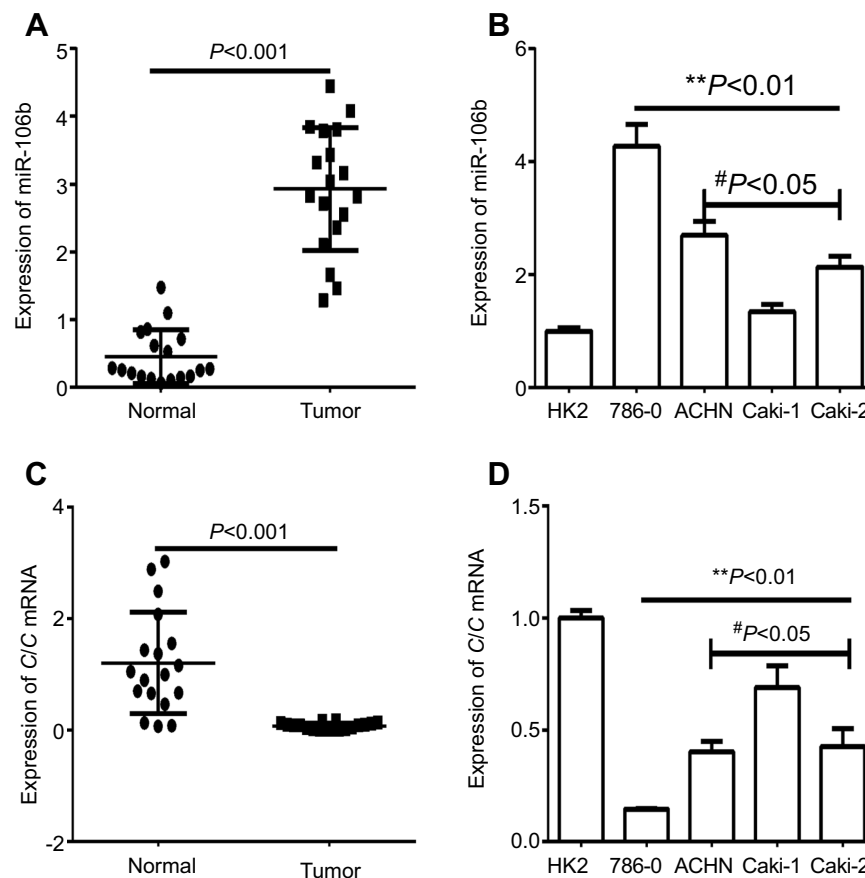 A
P<0.001
Expression of miR-106b
5
4
3
2
1
0
Normal
Tumor
B
**P<0.01
#P<0.05
Expression of miR-106b
6
4
2
0
HK2
786-0
ACHN
Caki-1
Caki-2
C
P<0.001
Expression of C/C mRNA
4
2
0
-2
Normal
Tumor
D
**P<0.01
#P<0.05
Expression of C/C mRNA
1.5
1.0
0.5
0.0
HK2
786-0
ACHN
Caki-1
Caki-2